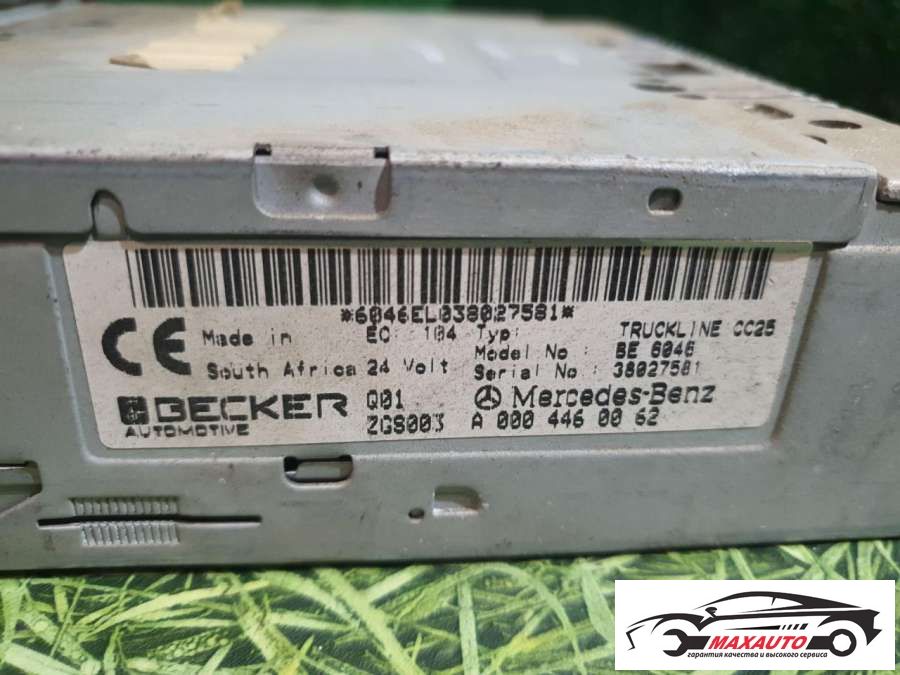 *6046EL038027581*
Made in EC: 104 Typ: TRUCKLINE CC25
Model No : BE 6046
South Africa 24 Volt Serial No : 38027581
BECKER Q01 Mercedes-Benz
AUTOMOTIVE ZGS003 A 000 446 00 62
MAXAUTO
гарантия качества и высокого сервиса